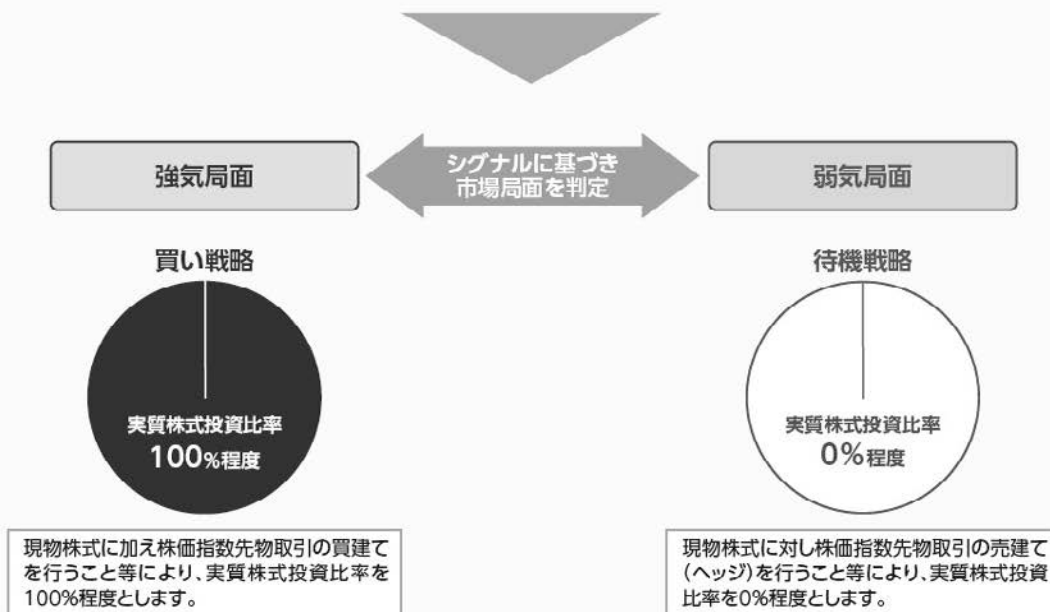 強気局面
シグナルに基づき
市場局面を判定
弱気局面
買い戦略
待機戦略
実質株式投資比率
100%程度
実質株式投資比率
0%程度
現物株式に加え株価指数先物取引の買建て
を行うこと等により、実質株式投資比率を
100%程度とします。
現物株式に対し株価指数先物取引の売建て
(ヘッジ)を行うこと等により、実質株式投資
比率を0%程度とします。